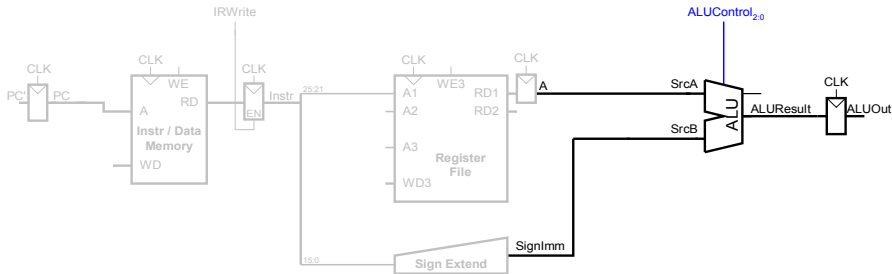 IRWrite
ALUControl2:0
CLK
CLK
CLK
CLK
CLK
CLK
PC'
PC
WE
RD
A
Instr / Data
Memory
WD
EN
Instr
25:21
A1
A2
A3
WD3
WE3
RD1
RD2
Register
File
A
SrcA
SrcB
ALU
ALUResult
ALUOut
15:0
Sign Extend
SignImm